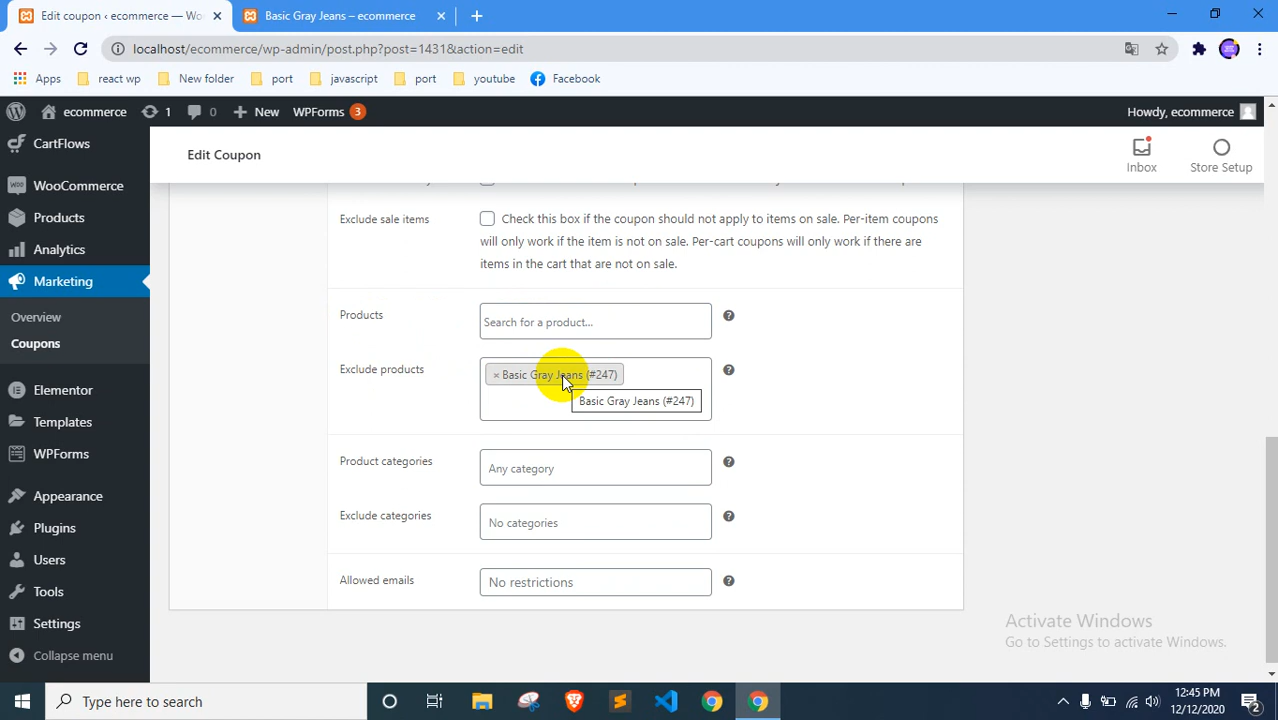 Edit coupon ‹ ecommerce — Wo
Basic Gray Jeans – ecommerce
localhost/ecommerce/wp-admin/post.php?post=1431&action=edit
Apps
react wp
New folder
port
javascript
port
youtube
Facebook
ecommerce
1
0
New
WPForms
3
Howdy, ecommerce
CartFlows
WooCommerce
Products
Analytics
Marketing
Overview
Coupons
Elementor
Templates
WPForms
Appearance
Plugins
Users
Tools
Settings
Collapse menu
Edit Coupon
Inbox
Store Setup
Exclude sale items
Check this box if the coupon should not apply to items on sale. Per-item coupons
will only work if the item is not on sale. Per-cart coupons will only work if there are
items in the cart that are not on sale.
Products
Search for a product...
Exclude products
× Basic Gray Jeans (#247)
Basic Gray Jeans (#247)
Product categories
Any category
Exclude categories
No categories
Allowed emails
No restrictions
Activate Windows
Go to Settings to activate Windows.
Type here to search
12:45 PM
12/12/2020
2